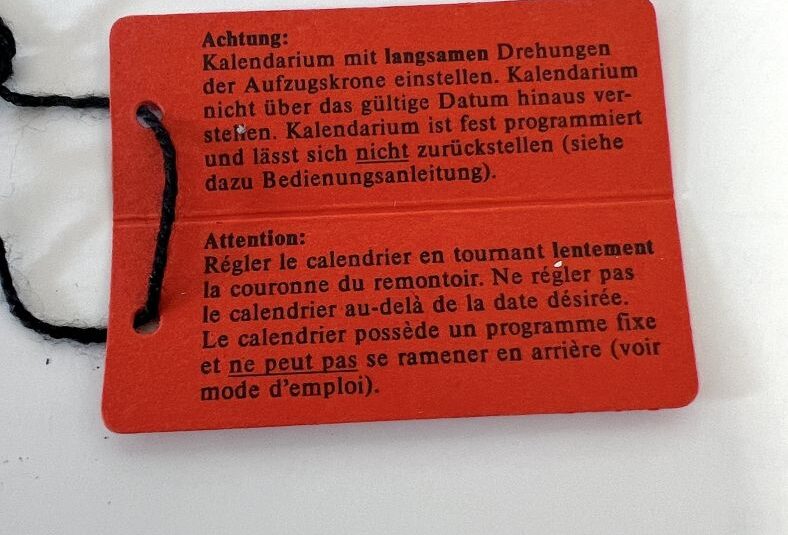 Achtung:
Kalendarium mit langsamen Drehungen
der Aufzugskrone einstellen. Kalendarium
nicht über das gültige Datum hinaus ver-
stellen. Kalendarium ist fest programmiert
und lässt sich nicht zurückstellen (siehe
dazu Bedienungsanleitung).
Attention:
Régler le calendrier en tournant lentement
la couronne du remontoir. Ne régler pas
le calendrier au-delà de la date désirée.
Le calendrier possède un programme fixe
et ne peut pas se ramener en arrière (voir
mode d'emploi).